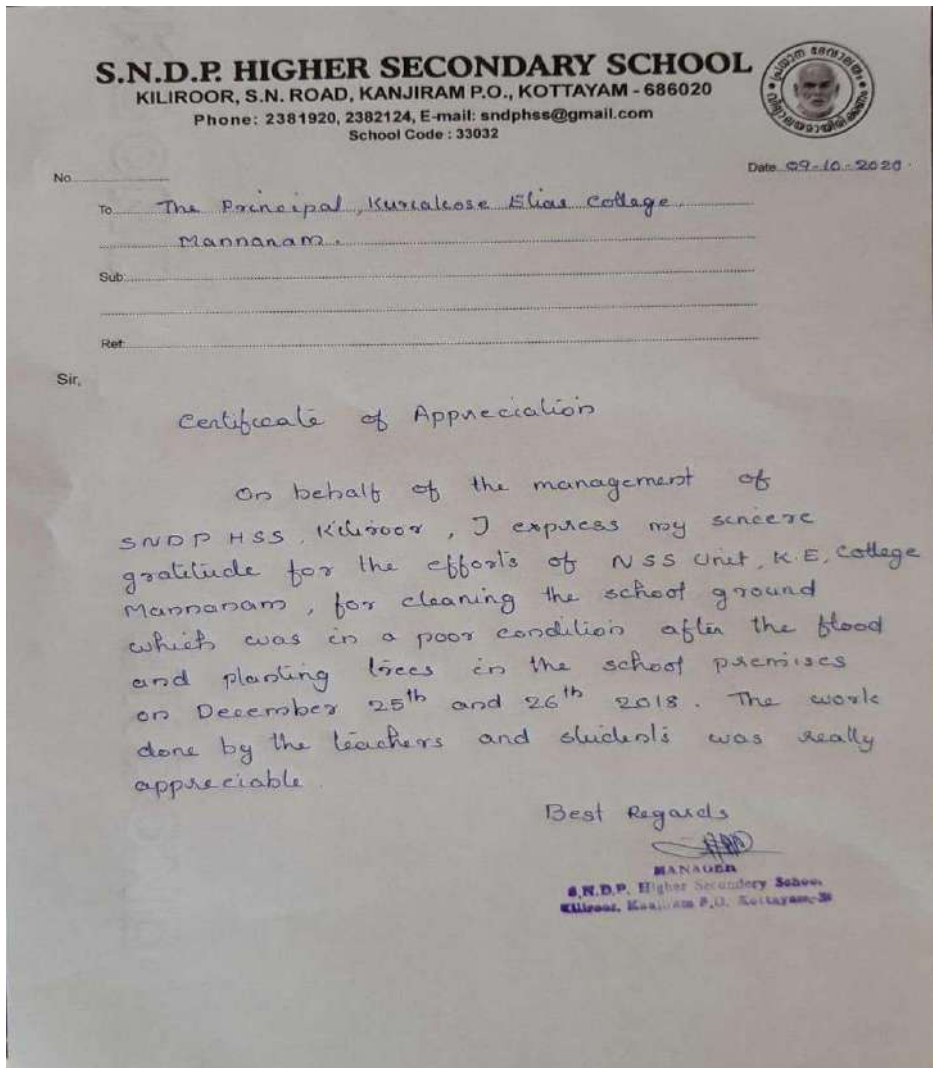 S.N.D.P. HIGHER SECONDARY SCHOOL
KILIROOR, S.N. ROAD, KANJIRAM P.O., KOTTAYAM - 686020
Phone: 2381920, 2382124, E-mail: sndphss@gmail.com
School Code : 33032
No
Date 09-10-2020.
To The Principal, Kuriakose Elias College,
Mannanam.
Sub:
Ref:
Sir,
Certificate of Appreciation
On behalf of the management of
SNDP HSS, Kiliroor, I express my sincere
gratitude for the efforts of NSS Unit, K.E, College
Mannanam, for cleaning the school ground
which was in a poor condition after the flood
and planting trees in the school premises
on December 25th and 26th 2018. The work
done by the teachers and students was really
appreciable.
Best Regards
MANAGER
S.N.D.P. Higher Secondary School
Kiliroor, Kanjiram P.O. Kottayam-